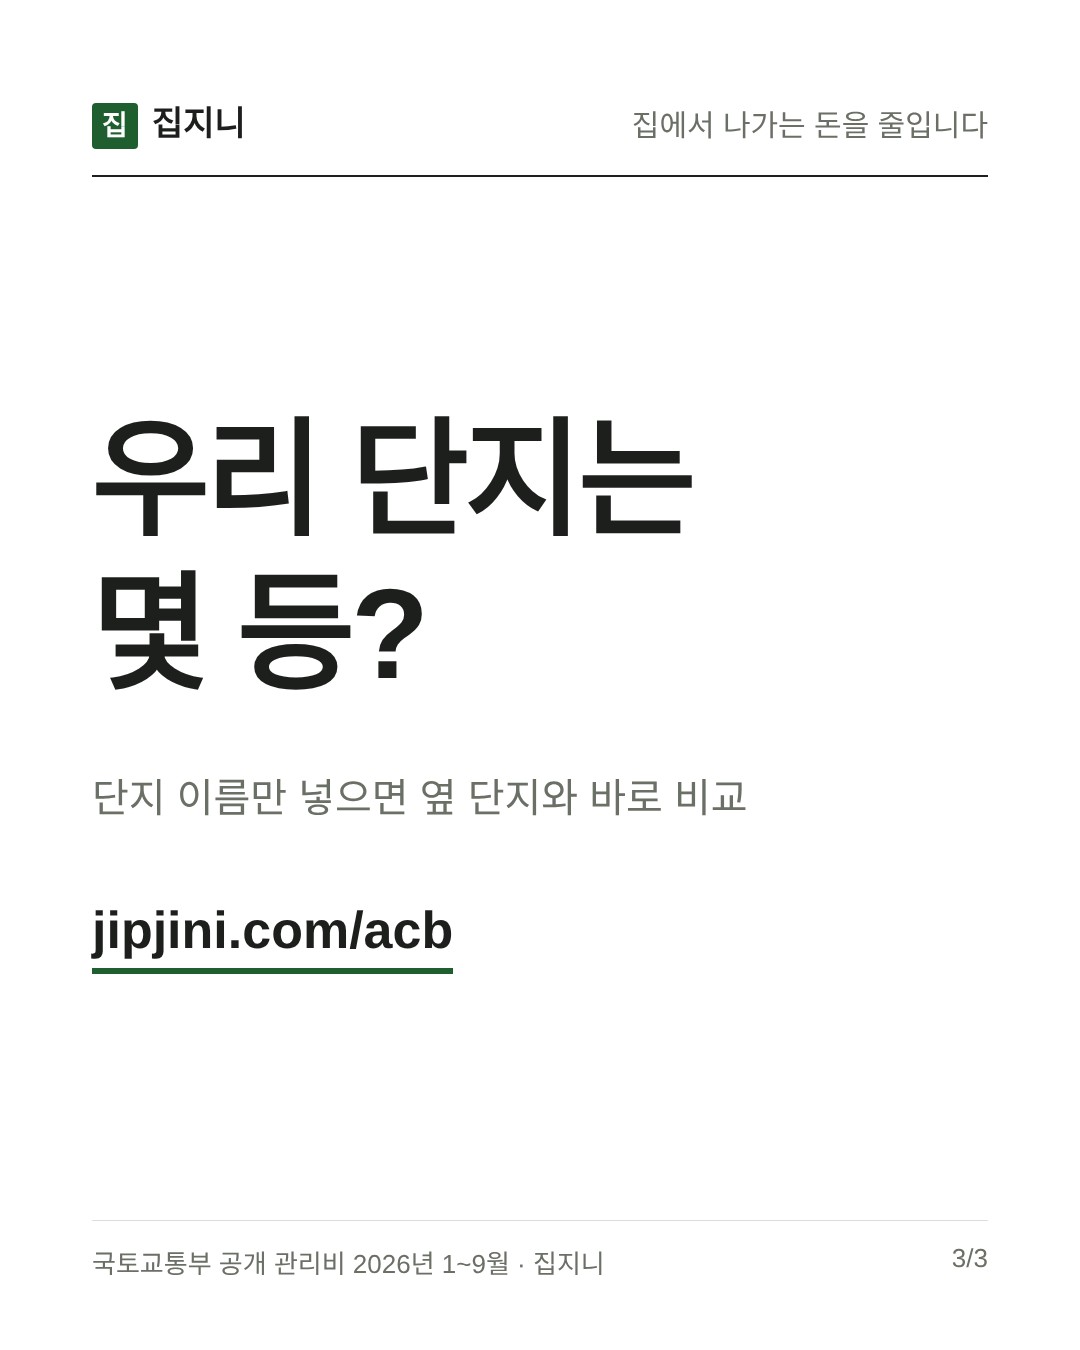 집 집지니
집에서 나가는 돈을 줄입니다
우리 단지는
몇 등?
단지 이름만 넣으면 옆 단지와 바로 비교
jipjini.com/acb
국토교통부 공개 관리비 2026년 1~9월 · 집지니
3/3